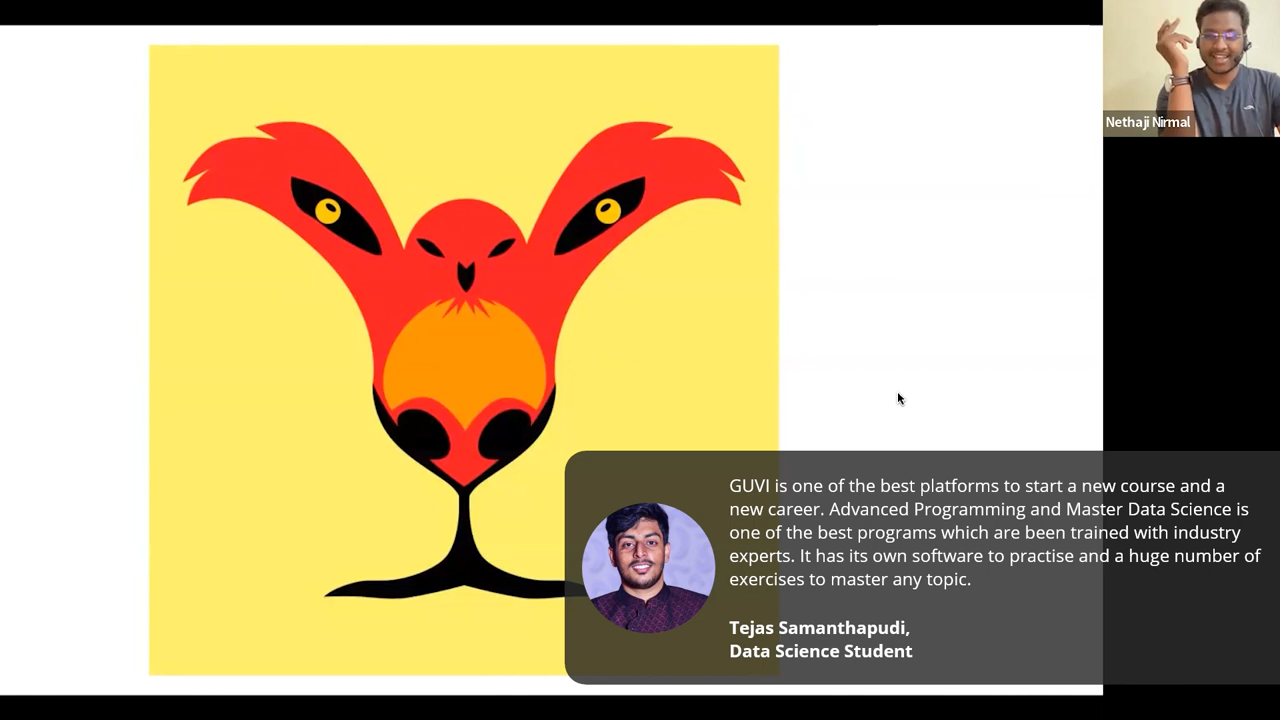 Nethaji Nirmal
GUVI is one of the best platforms to start a new course and a
new career. Advanced Programming and Master Data Science is
one of the best programs which are been trained with industry
experts. It has its own software to practise and a huge number of
exercises to master any topic.
Tejas Samanthapudi,
Data Science Student